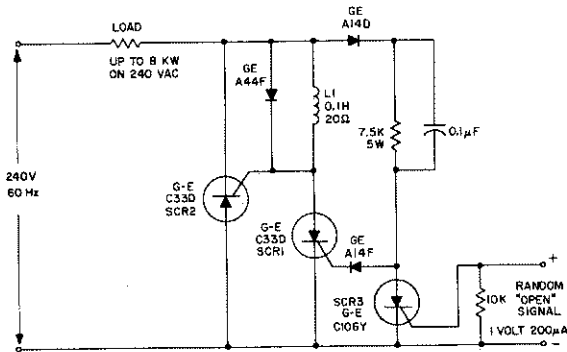 LOAD
UP TO 8 KW
ON 240 VAC
GE
A14D
GE
A44F
L1
0.1H
20Ω
7.5K
5W
0.1μF
240V
60 Hz
G-E
C33D
SCR2
G-E
C33D
SCR1
GE
A14F
SCR3
G-E
C106Y
10K
+
RANDOM
"OPEN"
SIGNAL
1 VOLT 200μA
−